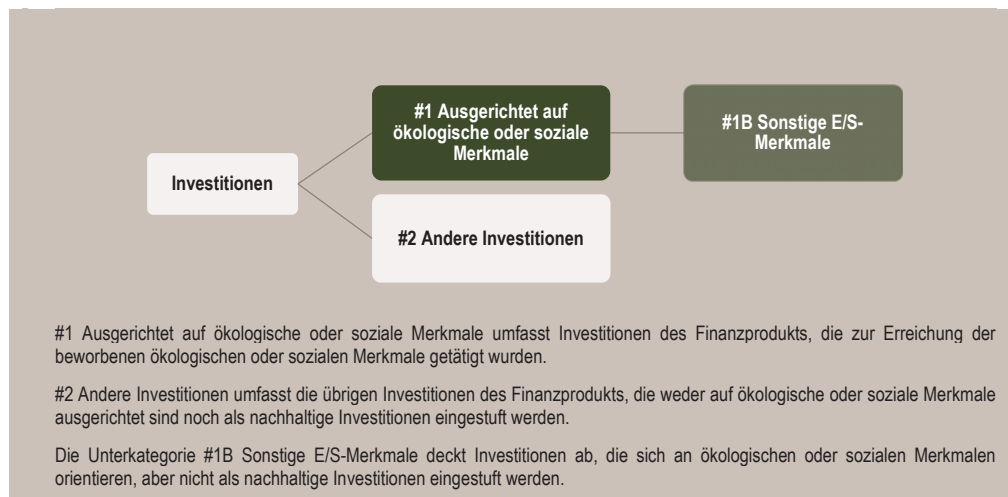 #1 Ausgerichtet auf
ökologische oder soziale
Merkmale
#1B Sonstige E/S-
Merkmale
Investitionen
#2 Andere Investitionen
#1 Ausgerichtet auf ökologische oder soziale Merkmale umfasst Investitionen des Finanzprodukts, die zur Erreichung der
beworbenen ökologischen oder sozialen Merkmale getätigt wurden.
#2 Andere Investitionen umfasst die übrigen Investitionen des Finanzprodukts, die weder auf ökologische oder soziale Merkmale
ausgerichtet sind noch als nachhaltige Investitionen eingestuft werden.
Die Unterkategorie #1B Sonstige E/S-Merkmale deckt Investitionen ab, die sich an ökologischen oder sozialen Merkmalen
orientieren, aber nicht als nachhaltige Investitionen eingestuft werden.